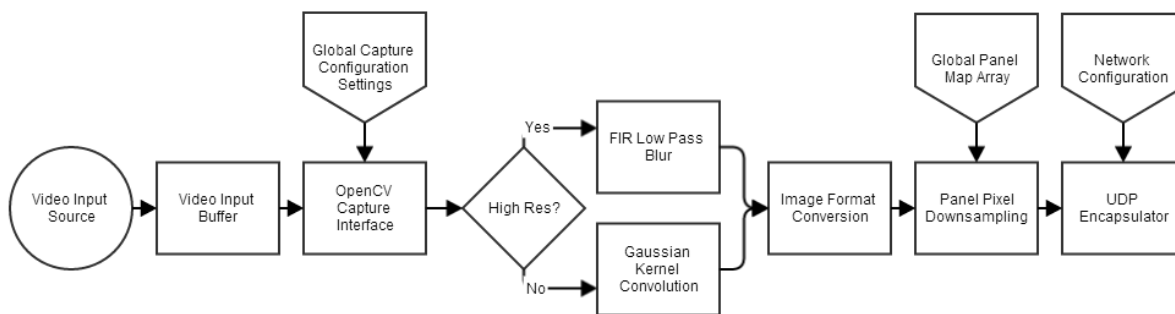 Global Capture
Configuration
Settings
Global Panel
Map Array
Network
Configuration
Yes
FIR Low Pass
Blur
Video Input
Source
Video Input
Buffer
OpenCV
Capture
Interface
High Res?
Image Format
Conversion
Panel Pixel
Downsampling
UDP
Encapsulator
No
Gaussian
Kernel
Convolution